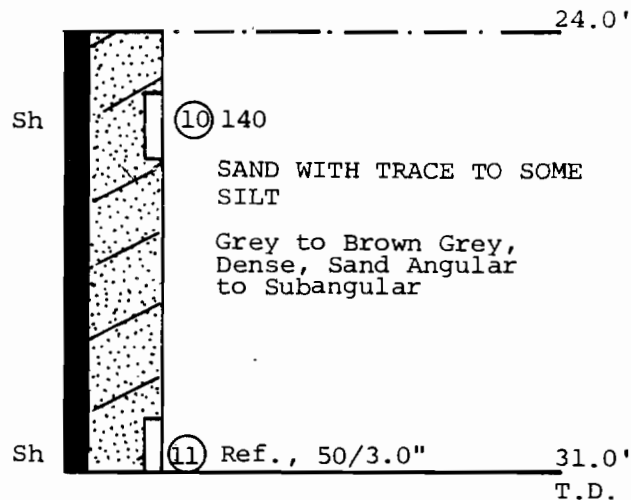 24.0'
Sh 10 140
SAND WITH TRACE TO SOME
SILT
Grey to Brown Grey,
Dense, Sand Angular
to Subangular
Sh 11 Ref., 50/3.0" 31.0'
T.D.